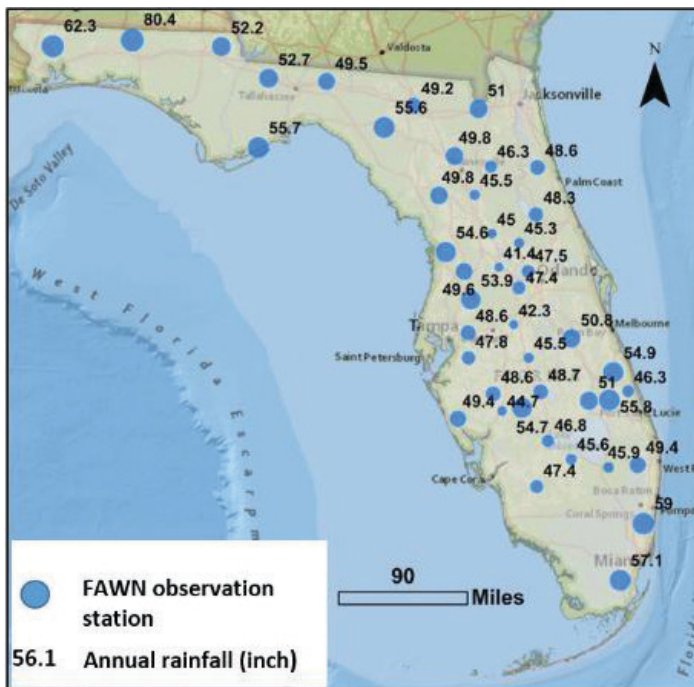 62.3
80.4
52.2
52.7
49.5
Valdosta
N
Tallahassee
49.2
51
Jacksonville
55.6
55.7
De Soto Valley
49.8
46.3
48.6
49.8
45.5
Palm Coast
48.3
45
54.6
45.3
41.4
47.5
Orlando
53.9
47.4
49.6
West Florida Escarpm
48.6
42.3
Tampa
50.8
Melbourne
47.8
45.5
Saint Petersburg
54.9
48.6
48.7
46.3
51
49.4
44.7
55.8
Lucie
54.7
46.8
45.6
45.9
49.4
West
Cape Cora
47.4
Boca Raton
59
Coral Springs
Pompa
Miami
57.1
90
Miles
FAWN observation
station
56.1 Annual rainfall (inch)
Florid